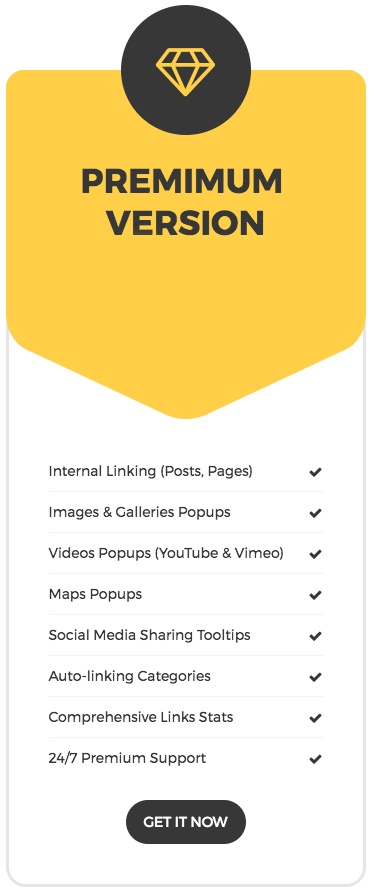 PREMIMUM
VERSION
Internal Linking (Posts, Pages)
Images & Galleries Popups
Videos Popups (YouTube & Vimeo)
Maps Popups
Social Media Sharing Tooltips
Auto-linking Categories
Comprehensive Links Stats
24/7 Premium Support
GET IT NOW